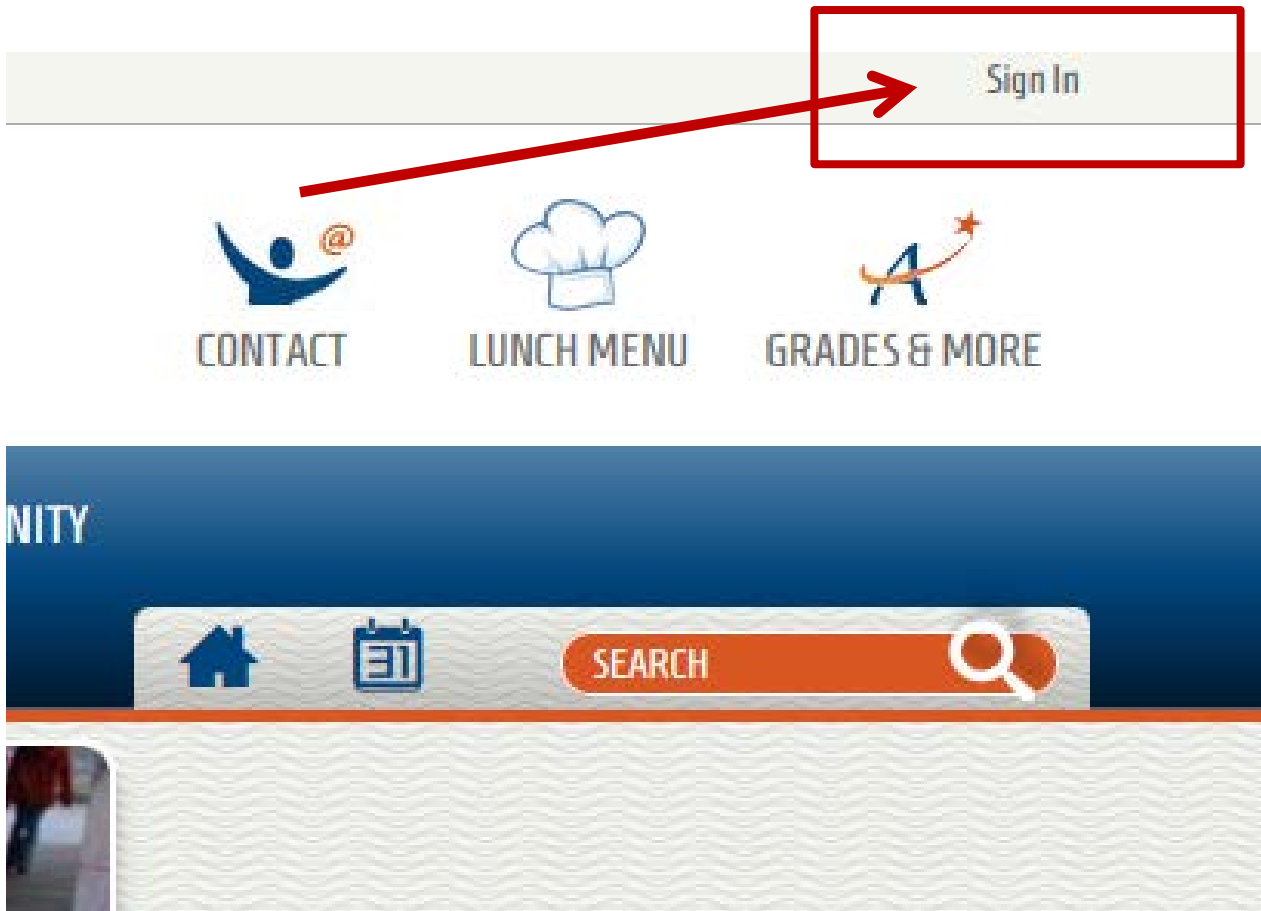 Sign In
@
CONTACT
LUNCH MENU
A
GRADES & MORE
NITY
31
SEARCH